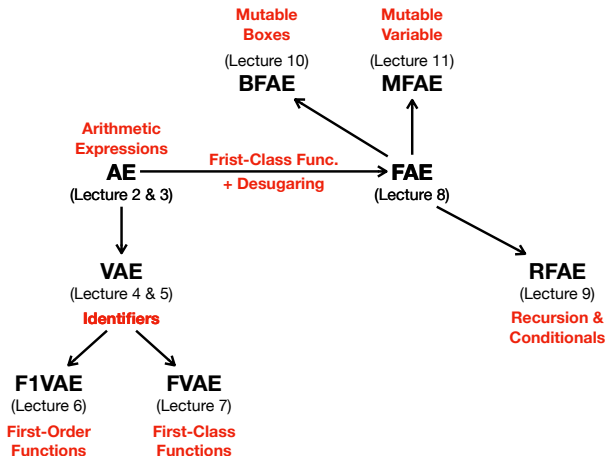 Mutable
Boxes
(Lecture 10)
BFAE
Mutable
Variable
(Lecture 11)
MFAE
Arithmetic
Expressions
AE
(Lecture 2 & 3)
Frist-Class Func.
+ Desugaring
FAE
(Lecture 8)
VAE
(Lecture 4 & 5)
Identifiers
RFAE
(Lecture 9)
Recursion &
Conditionals
F1VAE
(Lecture 6)
First-Order
Functions
FVAE
(Lecture 7)
First-Class
Functions